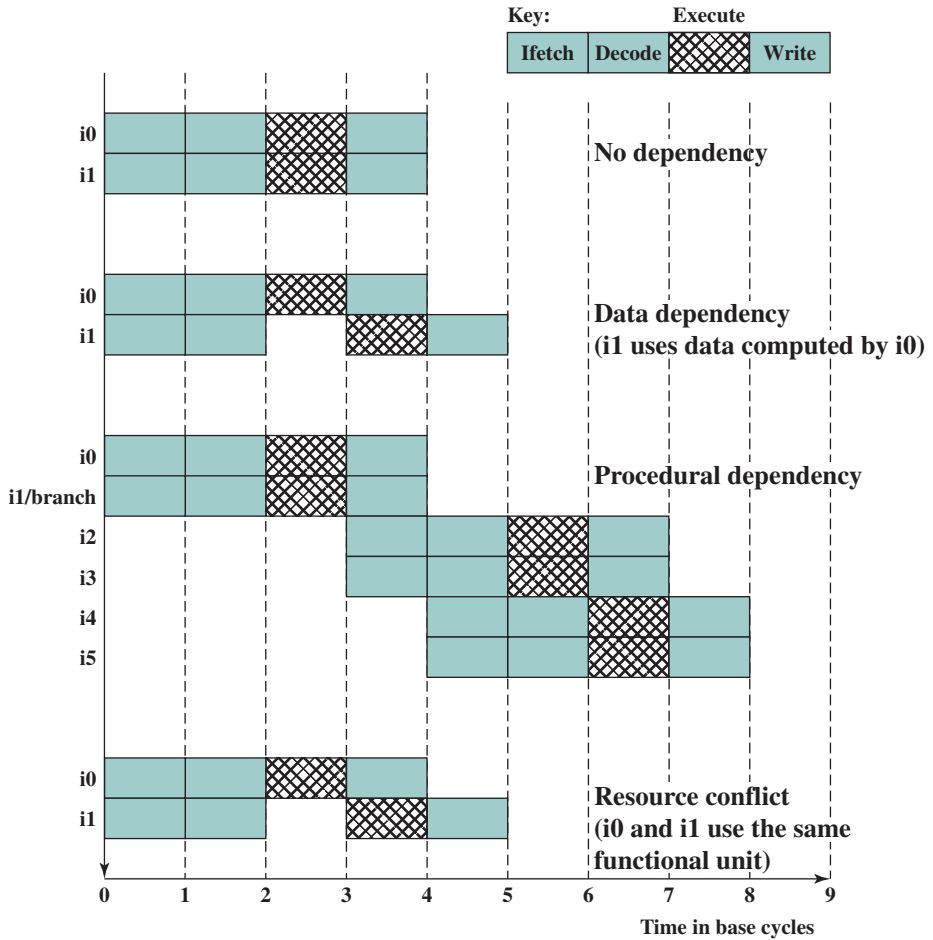 Key:
Execute
Ifetch
Decode
Write
i0
i1
No dependency
i0
i1
Data dependency
(i1 uses data computed by i0)
i0
i1/branch
i2
i3
i4
i5
Procedural dependency
i0
i1
Resource conflict
(i0 and i1 use the same
functional unit)
0 1 2 3 4 5 6 7 8 9
Time in base cycles